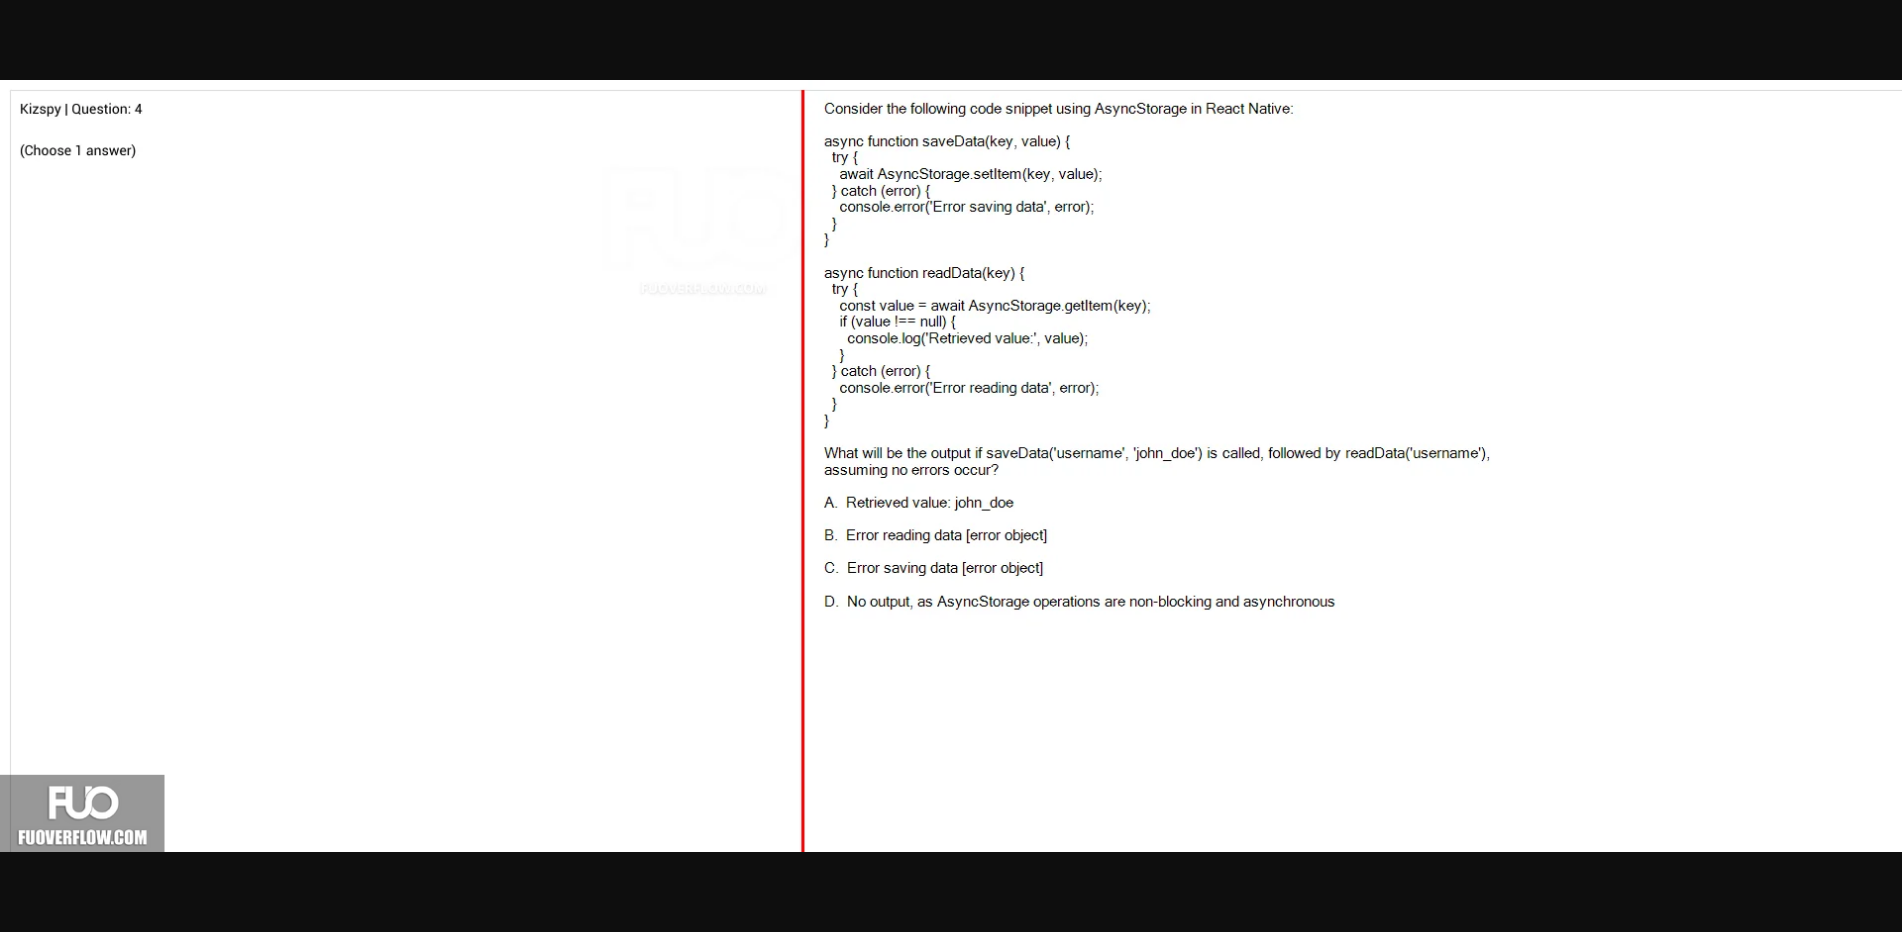 Kizspy | Question: 4
(Choose 1 answer)
FUO
FUOVERFLOW.COM
Consider the following code snippet using AsyncStorage in React Native:
async function saveData(key, value) {
try {
await AsyncStorage.setItem(key, value);
} catch (error) {
console.error('Error saving data', error);
}
}
async function readData(key) {
try {
const value = await AsyncStorage.getItem(key);
if (value !== null) {
console.log('Retrieved value:', value);
}
} catch (error) {
console.error('Error reading data', error);
}
}
What will be the output if saveData('username', 'john_doe') is called, followed by readData('username'),
assuming no errors occur?
A. Retrieved value: john_doe
B. Error reading data [error object]
C. Error saving data [error object]
D. No output, as AsyncStorage operations are non-blocking and asynchronous
FUO
FUOVERFLOW.COM